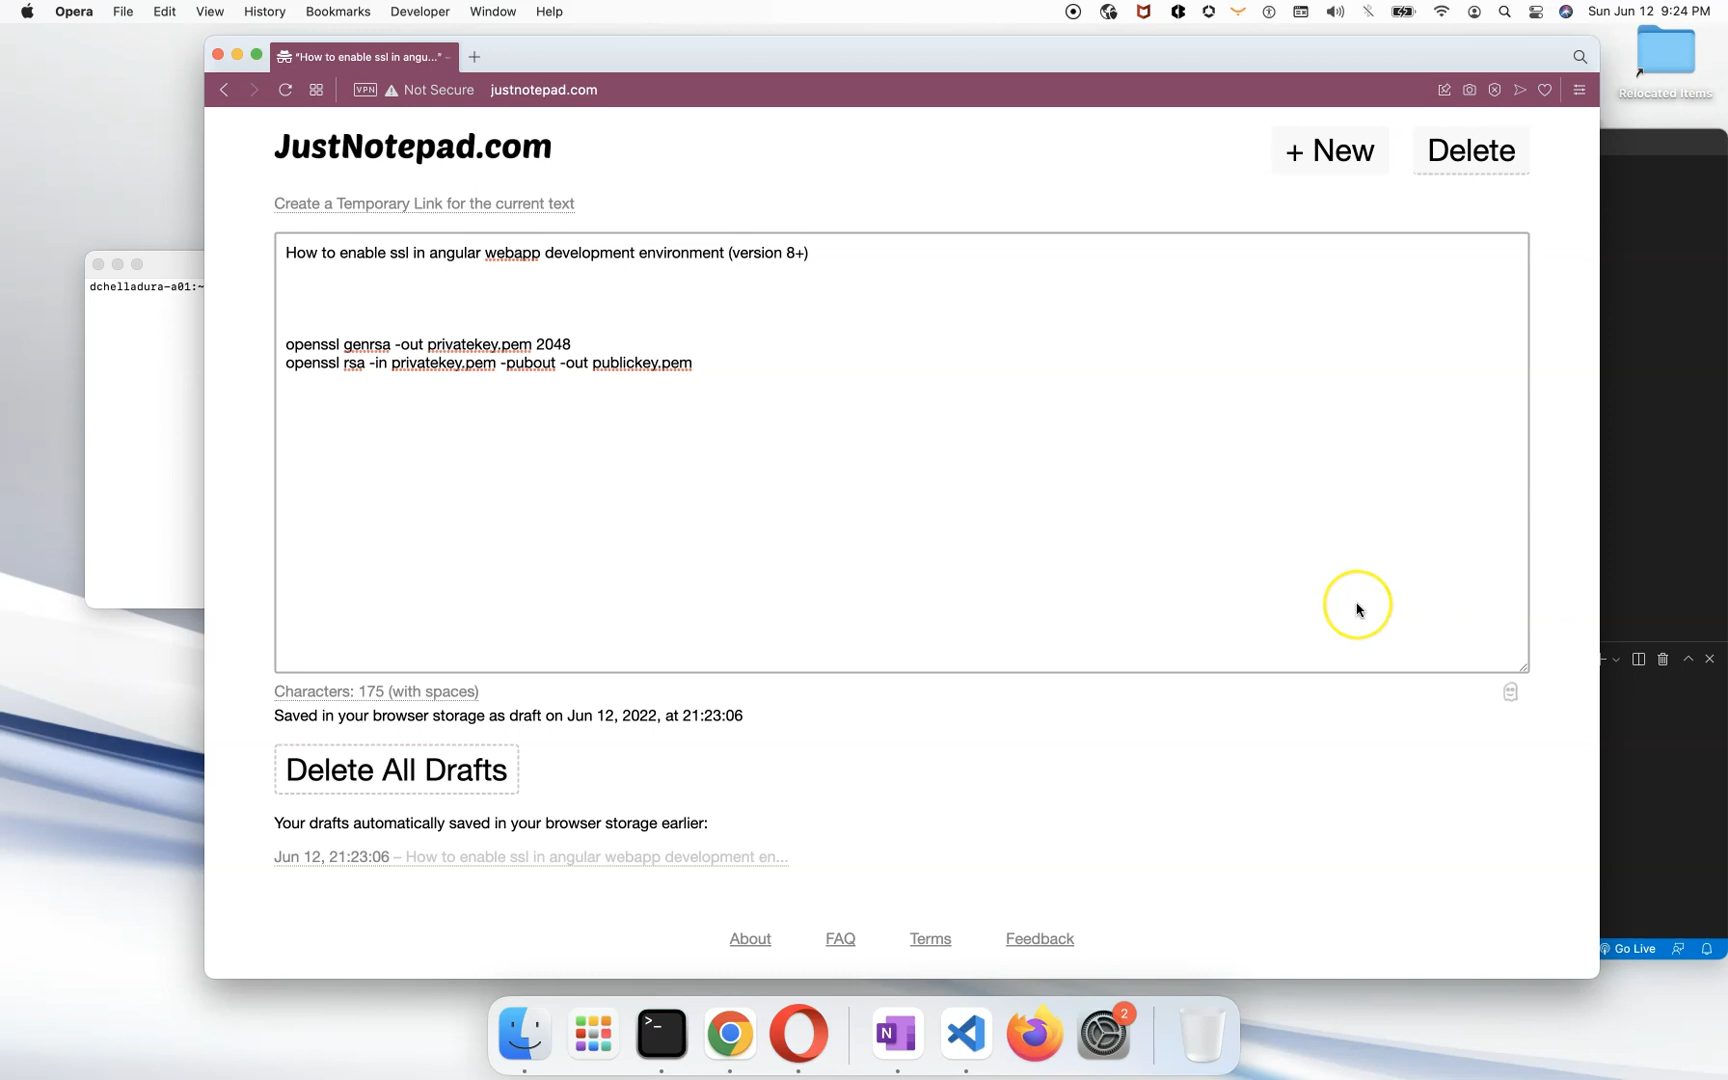 Opera File Edit View History Bookmarks Developer Window Help Sun Jun 12 9:24 PM
"How to enable ssl in angu..."
VPN Not Secure justnotepad.com
Relocated Items
JustNotepad.com
+ New Delete
Create a Temporary Link for the current text
How to enable ssl in angular webapp development environment (version 8+)
dchelladura-a01:~
openssl genrsa -out privatekey.pem 2048
openssl rsa -in privatekey.pem -pubout -out publickey.pem
Characters: 175 (with spaces)
Saved in your browser storage as draft on Jun 12, 2022, at 21:23:06
Delete All Drafts
Your drafts automatically saved in your browser storage earlier:
Jun 12, 21:23:06 – How to enable ssl in angular webapp development en...
About FAQ Terms Feedback
Go Live
>_ N 2